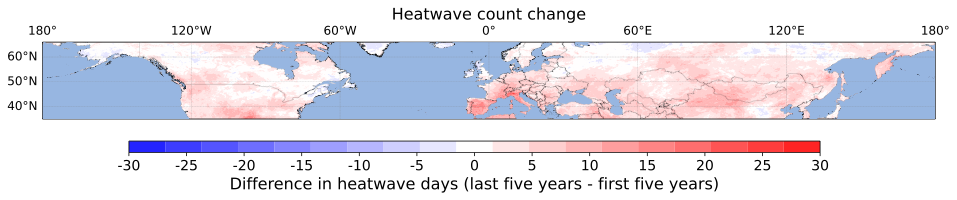 Heatwave count change
180° 120°W 60°W 0° 60°E 120°E 180°
60°N
50°N
40°N
-30 -25 -20 -15 -10 -5 0 5 10 15 20 25 30
Difference in heatwave days (last five years - first five years)